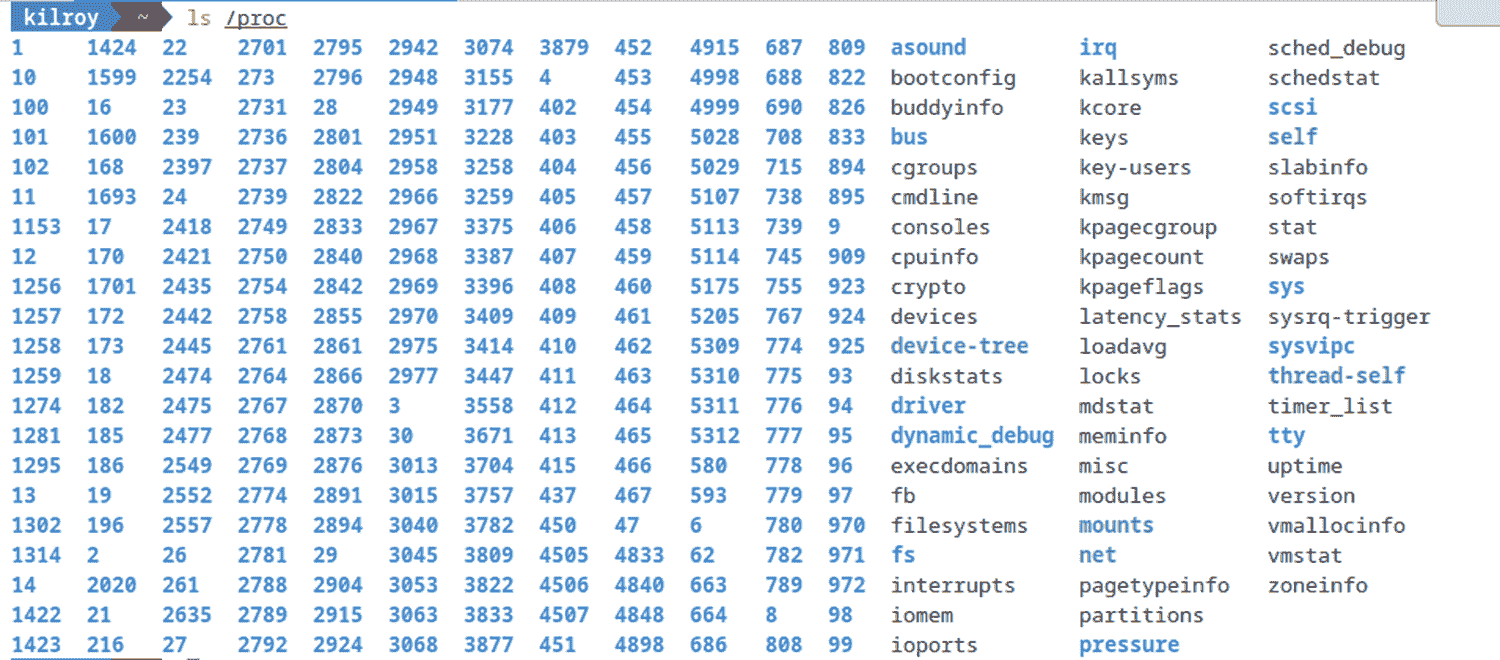 kilroy ~ ls /proc
1 1424 22 2701 2795 2942 3074 3879 452 4915 687 809 asound irq sched_debug
10 1599 2254 273 2796 2948 3155 4 453 4998 688 822 bootconfig kallsyms schedstat
100 16 23 2731 28 2949 3177 402 454 4999 690 826 buddyinfo kcore scsi
101 1600 239 2736 2801 2951 3228 403 455 5028 708 833 bus keys self
102 168 2397 2737 2804 2958 3258 404 456 5029 715 894 cgroups key-users slabinfo
11 1693 24 2739 2822 2966 3259 405 457 5107 738 895 cmdline kmsg softirqs
1153 17 2418 2749 2833 2967 3375 406 458 5113 739 9 consoles kpagecgroup stat
12 170 2421 2750 2840 2968 3387 407 459 5114 745 909 cpuinfo kpagecount swaps
1256 1701 2435 2754 2842 2969 3396 408 460 5175 755 923 crypto kpageflags sys
1257 172 2442 2758 2855 2970 3409 409 461 5205 767 924 devices latency_stats sysrq-trigger
1258 173 2445 2761 2861 2975 3414 410 462 5309 774 925 device-tree loadavg sysvipc
1259 18 2474 2764 2866 2977 3447 411 463 5310 775 93 diskstats locks thread-self
1274 182 2475 2767 2870 3 3558 412 464 5311 776 94 driver mdstat timer_list
1281 185 2477 2768 2873 30 3671 413 465 5312 777 95 dynamic_debug meminfo tty
1295 186 2549 2769 2876 3013 3704 415 466 580 778 96 execdomains misc uptime
13 19 2552 2774 2891 3015 3757 437 467 593 779 97 fb modules version
1302 196 2557 2778 2894 3040 3782 450 47 6 780 970 filesystems mounts vmallocinfo
1314 2 26 2781 29 3045 3809 4505 4833 62 782 971 fs net vmstat
14 2020 261 2788 2904 3053 3822 4506 4840 663 789 972 interrupts pagetypeinfo zoneinfo
1422 21 2635 2789 2915 3063 3833 4507 4848 664 8 98 iomem partitions
1423 216 27 2792 2924 3068 3877 451 4898 686 808 99 ioports pressure